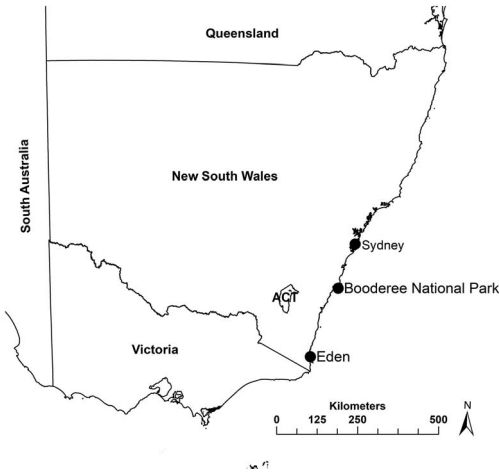 Queensland
South Australia
New South Wales
Sydney
Booderee National Park
ACT
Victoria
Eden
Kilometers
N
0 125 250 500